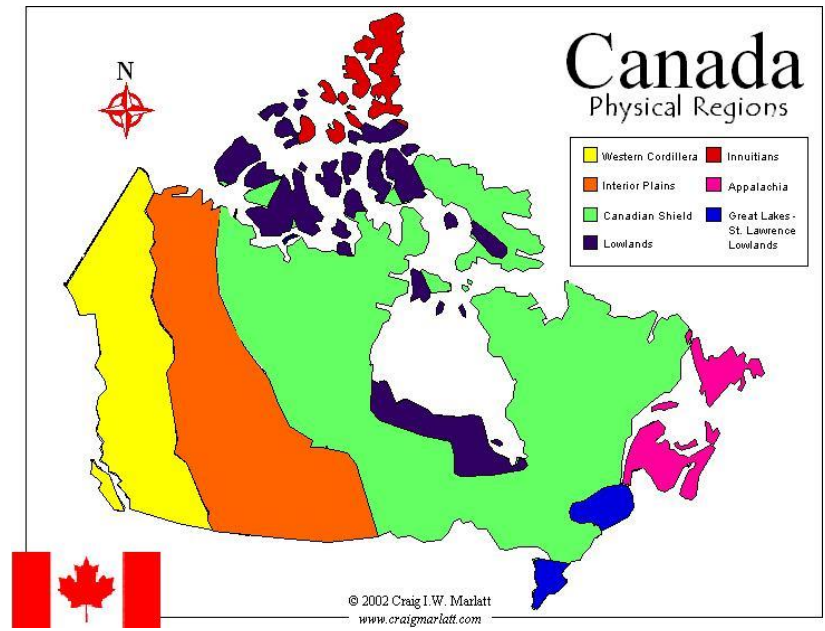 Canada
Physical Regions
N
Western Cordillera
Interior Plains
Canadian Shield
Lowlands
Innuitians
Appalachia
Great Lakes -
St. Lawrence
Lowlands
© 2002 Craig I.W. Marlatt
www.craigmarlatt.com